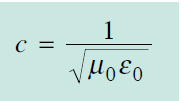 c = 1 / √(μ₀ε₀)